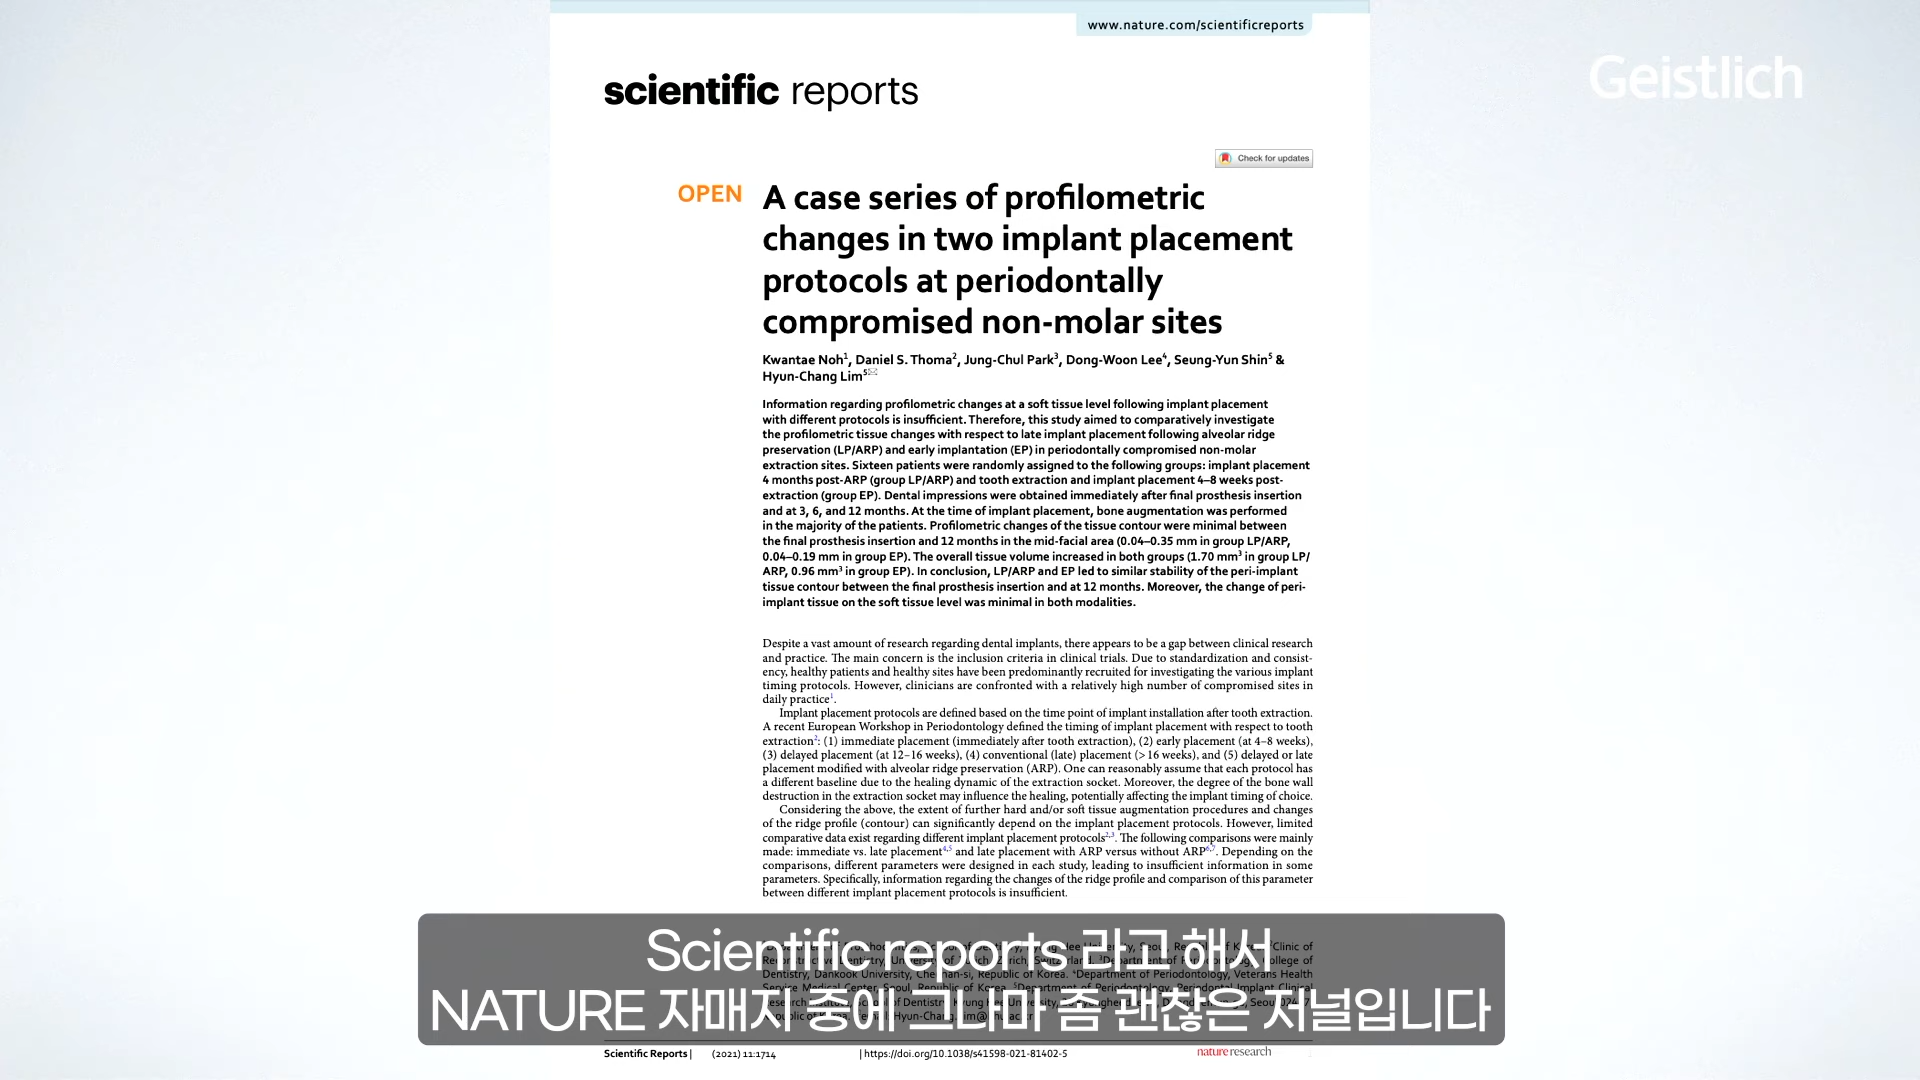 www.nature.com/scientificreports
Geistlich
scientific reports
Check for updates
OPEN
A case series of profilometric
changes in two implant placement
protocols at periodontally
compromised non-molar sites
Kwantae Noh1, Daniel S. Thoma2, Jung-Chul Park3, Dong-Woon Lee4, Seung-Yun Shin5 &
Hyun-Chang Lim5✉
Information regarding profilometric changes at a soft tissue level following implant placement
with different protocols is insufficient. Therefore, this study aimed to comparatively investigate
the profilometric tissue changes with respect to late implant placement following alveolar ridge
preservation (LP/ARP) and early implantation (EP) in periodontally compromised non-molar
extraction sites. Sixteen patients were randomly assigned to the following groups: implant placement
4 months post-ARP (group LP/ARP) and tooth extraction and implant placement 4–8 weeks post-
extraction (group EP). Dental impressions were obtained immediately after final prosthesis insertion
and at 3, 6, and 12 months. At the time of implant placement, bone augmentation was performed
in the majority of the patients. Profilometric changes of the tissue contour were minimal between
the final prosthesis insertion and 12 months in the mid-facial area (0.04–0.35 mm in group LP/ARP,
0.04–0.19 mm in group EP). The overall tissue volume increased in both groups (1.70 mm3 in group LP/
ARP, 0.96 mm3 in group EP). In conclusion, LP/ARP and EP led to similar stability of the peri-implant
tissue contour between the final prosthesis insertion and at 12 months. Moreover, the change of peri-
implant tissue on the soft tissue level was minimal in both modalities.
Despite a vast amount of research regarding dental implants, there appears to be a gap between clinical research
and practice. The main concern is the inclusion criteria in clinical trials. Due to standardization and consist-
ency, healthy patients and healthy sites have been predominantly recruited for investigating the various implant
timing protocols. However, clinicians are confronted with a relatively high number of compromised sites in
daily practice1.
Implant placement protocols are defined based on the time point of implant installation after tooth extraction.
A recent European Workshop in Periodontology defined the timing of implant placement with respect to tooth
extraction2: (1) immediate placement (immediately after tooth extraction), (2) early placement (at 4–8 weeks),
(3) delayed placement (at 12–16 weeks), (4) conventional (late) placement (> 16 weeks), and (5) delayed or late
placement modified with alveolar ridge preservation (ARP). One can reasonably assume that each protocol has
a different baseline due to the healing dynamic of the extraction socket. Moreover, the degree of the bone wall
destruction in the extraction socket may influence the healing, potentially affecting the implant timing of choice.
Considering the above, the extent of further hard and/or soft tissue augmentation procedures and changes
of the ridge profile (contour) can significantly depend on the implant placement protocols. However, limited
comparative data exist regarding different implant placement protocols2,3. The following comparisons were mainly
made: immediate vs. late placement4,5 and late placement with ARP versus without ARP6,7. Depending on the
comparisons, different parameters were designed in each study, leading to insufficient information in some
parameters. Specifically, information regarding the changes of the ridge profile and comparison of this parameter
between different implant placement protocols is insufficient.
Scientific reports 라고 해서
NATURE 자매지 중에 그나마 좀 괜찮은 저널입니다
Scientific Reports | (2021) 11:1714 | https://doi.org/10.1038/s41598-021-81402-5 natureresearch